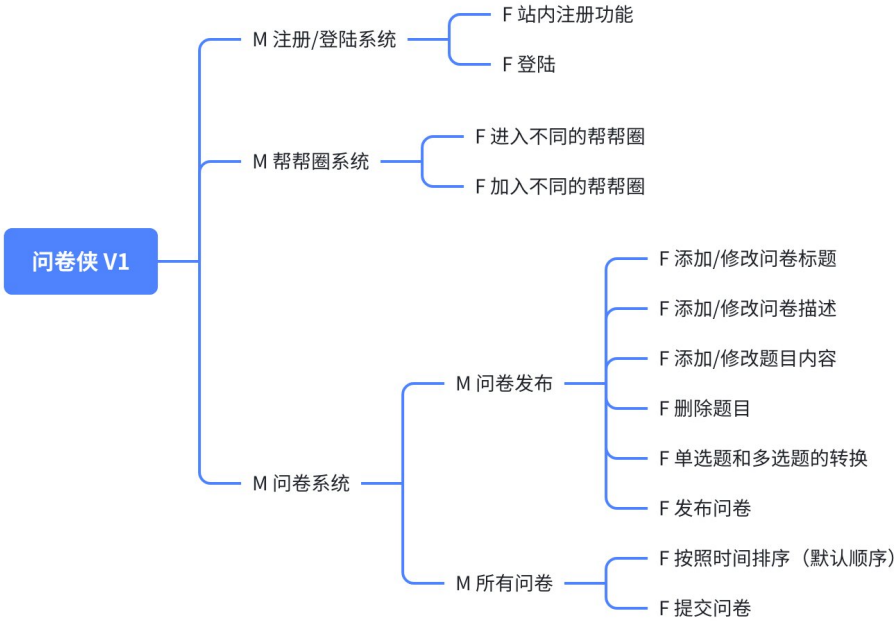 问卷侠 V1
M 注册/登陆系统
F 站内注册功能
F 登陆
M 帮帮圈系统
F 进入不同的帮帮圈
F 加入不同的帮帮圈
M 问卷系统
M 问卷发布
F 添加/修改问卷标题
F 添加/修改问卷描述
F 添加/修改题目内容
F 删除题目
F 单选题和多选题的转换
F 发布问卷
M 所有问卷
F 按照时间排序（默认顺序）
F 提交问卷